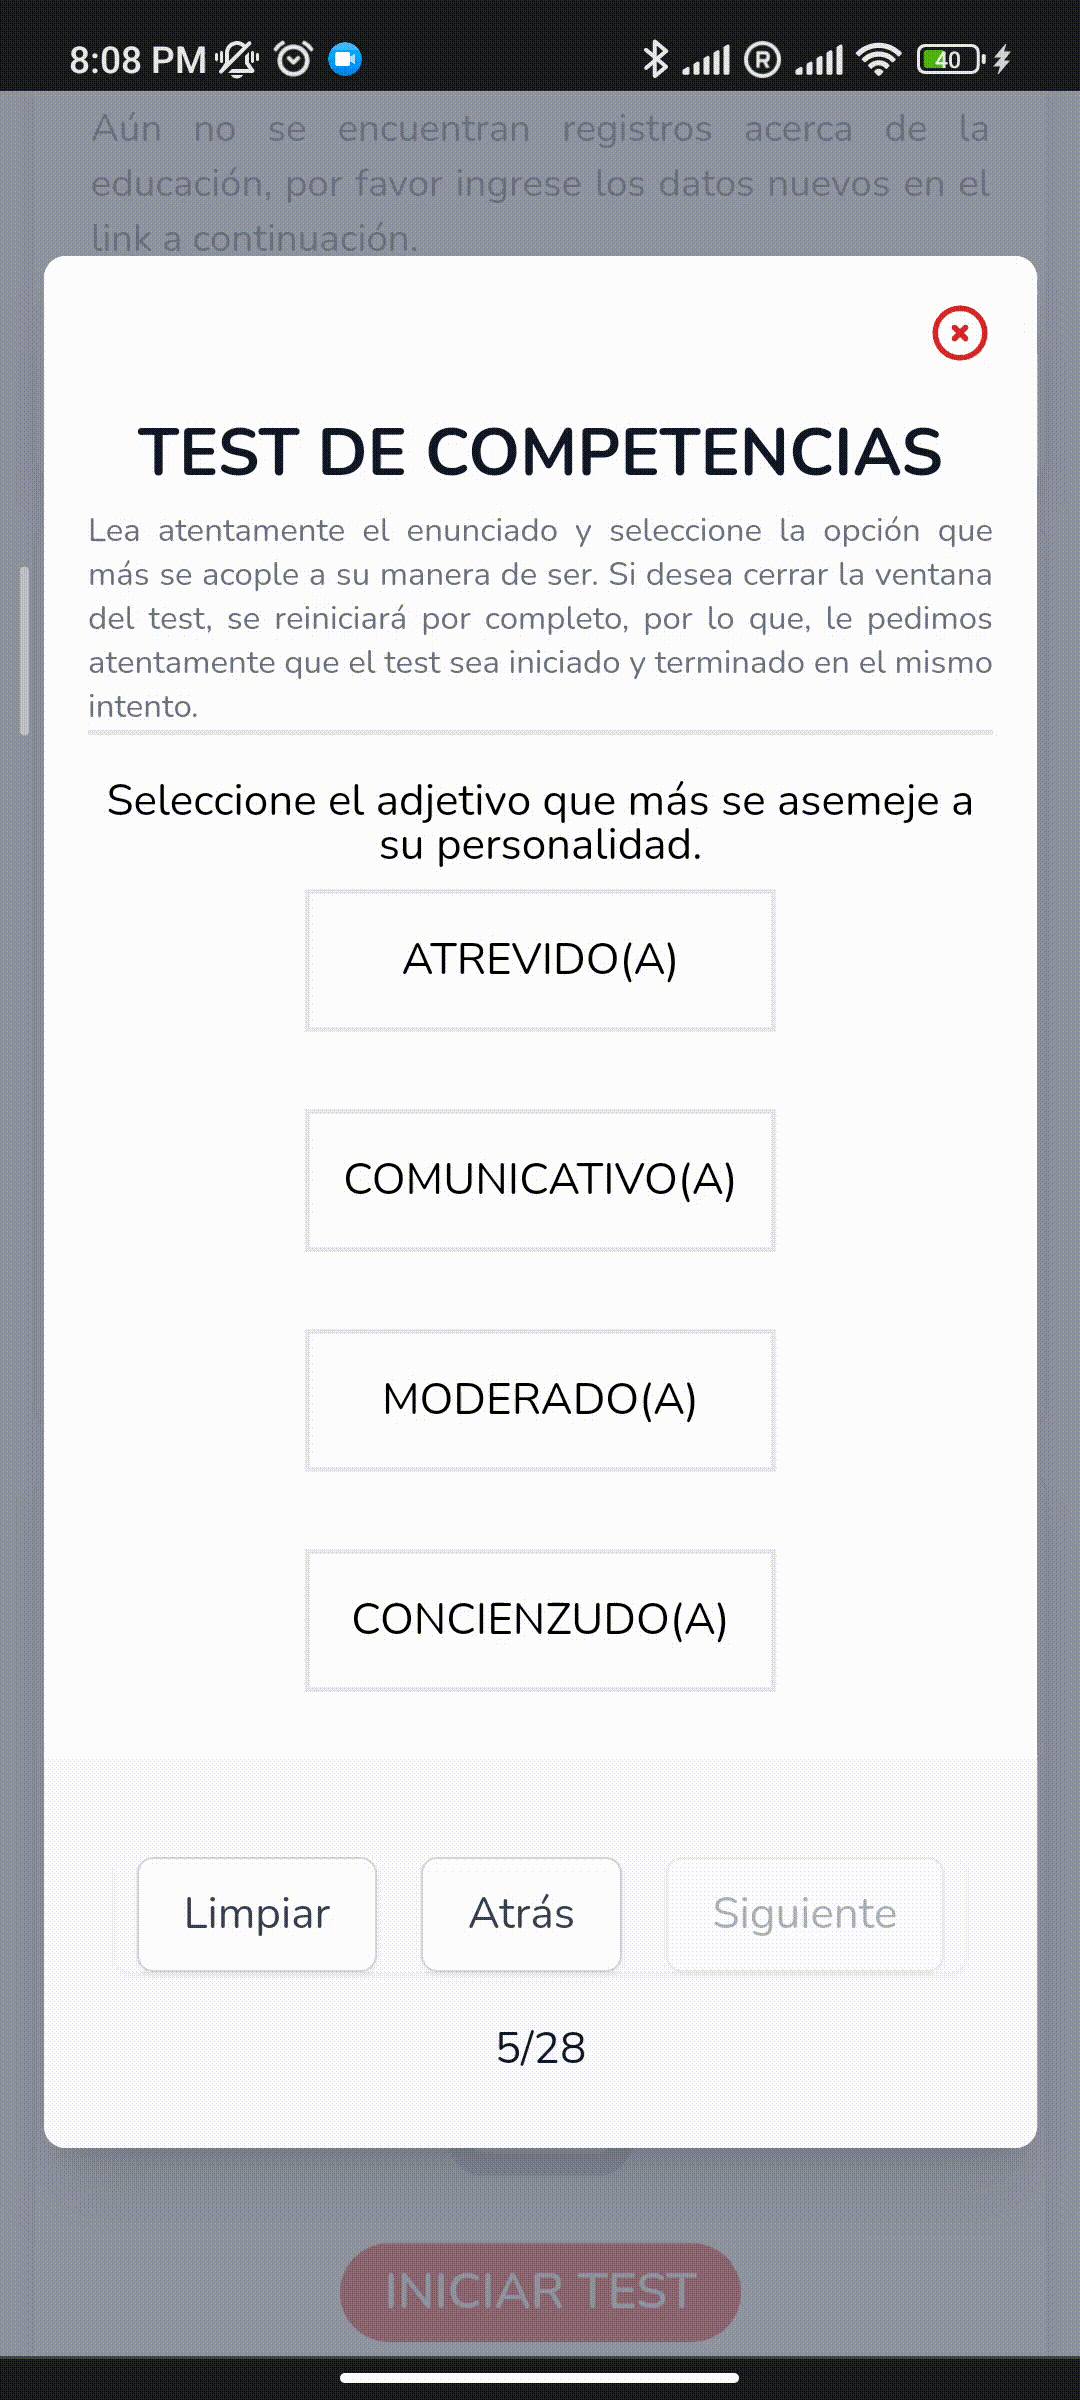 8:08 PM
40
Aún no se encuentran registros acerca de la
educación, por favor ingrese los datos nuevos en el
link a continuación.
TEST DE COMPETENCIAS
Lea atentamente el enunciado y seleccione la opción que
más se acople a su manera de ser. Si desea cerrar la ventana
del test, se reiniciará por completo, por lo que, le pedimos
atentamente que el test sea iniciado y terminado en el mismo
intento.
Seleccione el adjetivo que más se asemeje a
su personalidad.
ATREVIDO(A)
COMUNICATIVO(A)
MODERADO(A)
CONCIENZUDO(A)
Limpiar
Atrás
Siguiente
5/28
INICIAR TEST